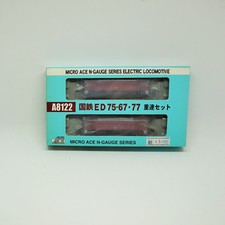 MICRO ACE N-GAUGE SERIES ELECTRIC LOCOMOTIVE
A8122 国鉄ED75-67・77 重連セット
MICRO ACE N-GAUGE SERIES